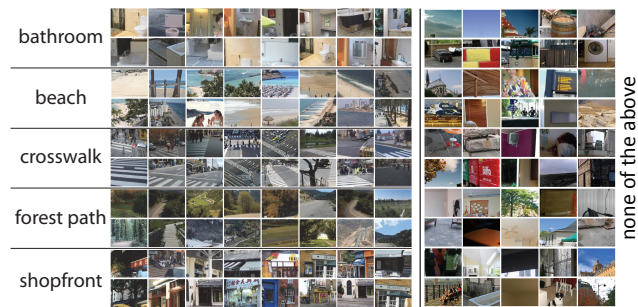 bathroom
beach
crosswalk
forest path
shopfront
none of the above